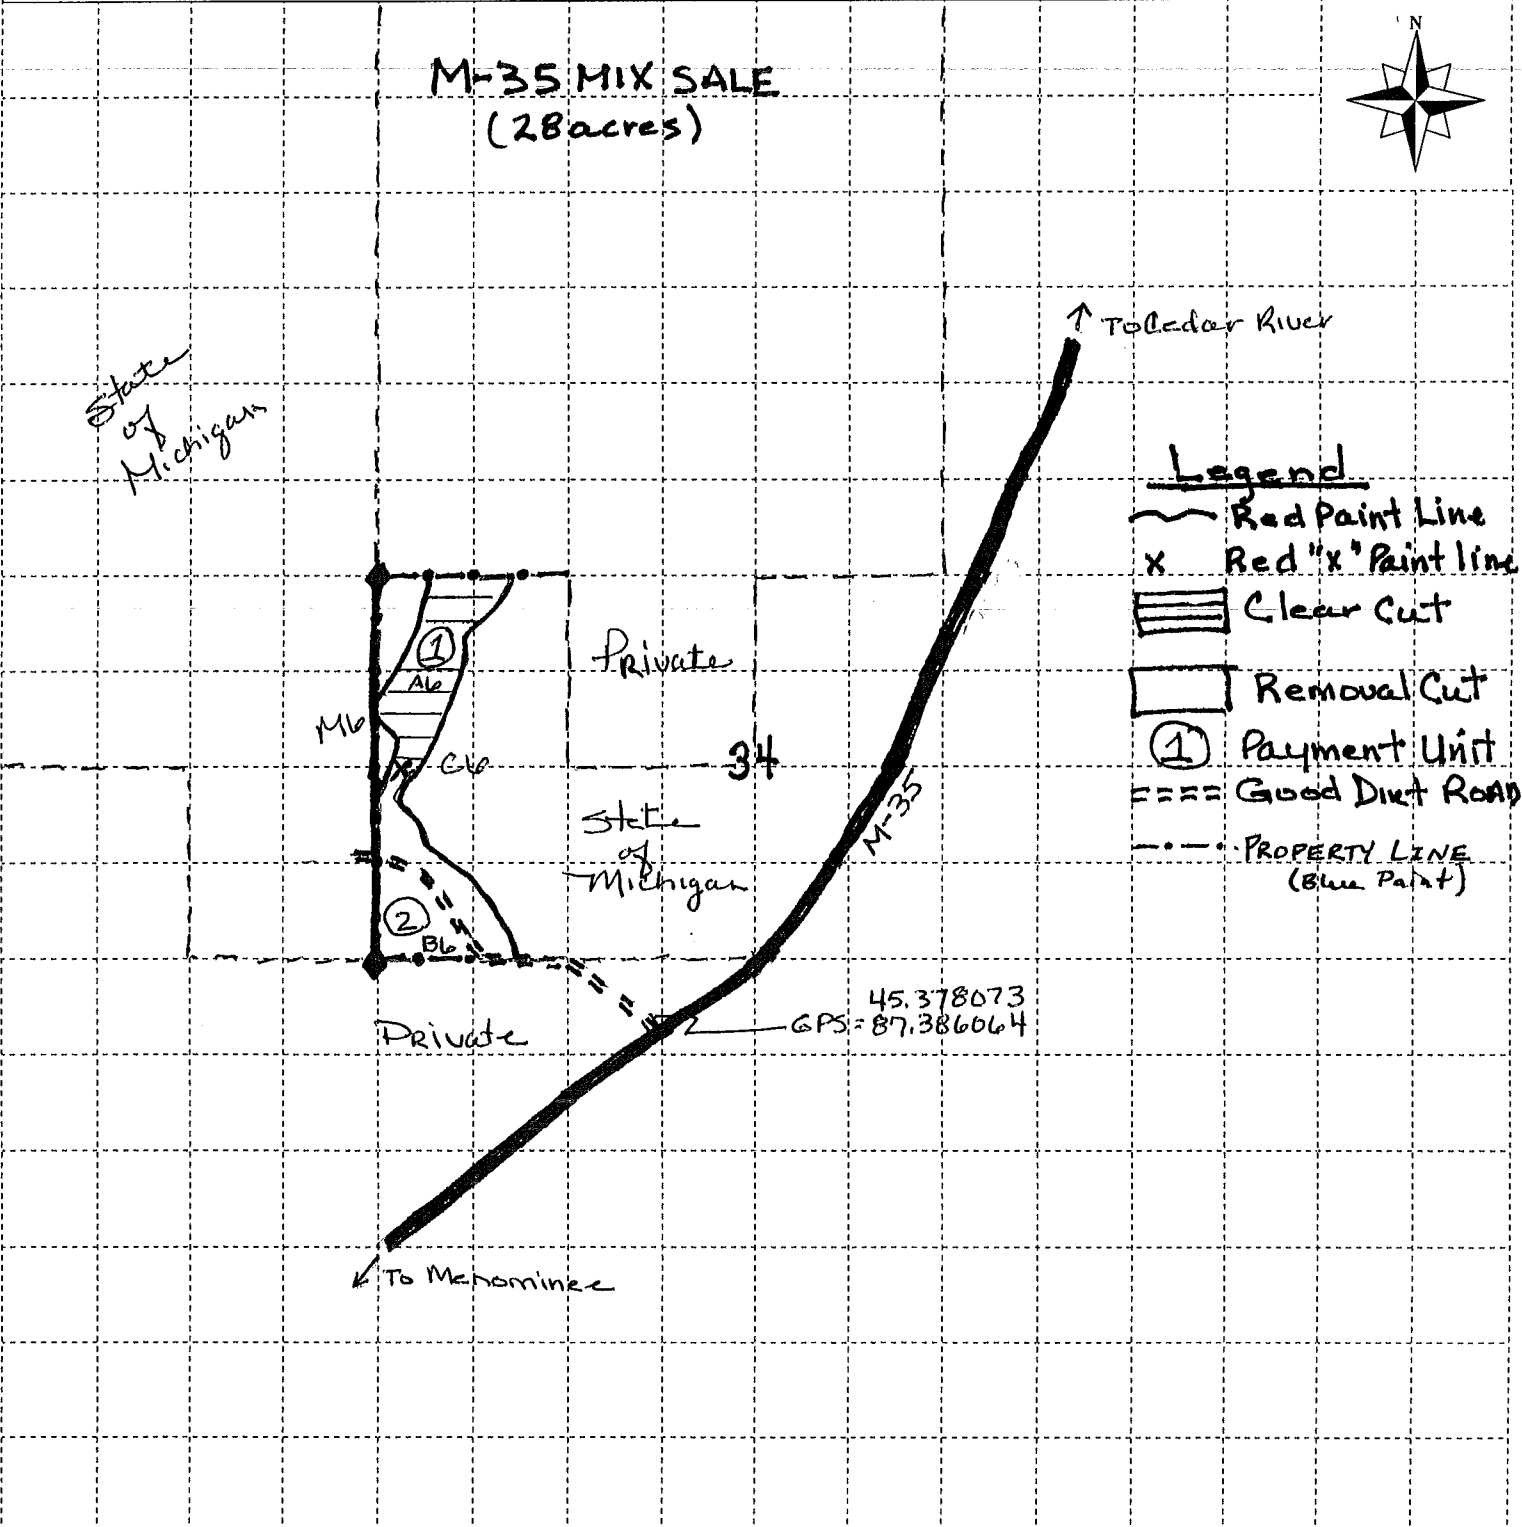 N
M-35 MIX SALE
(28 acres)
To Cedar River
State
of
Michigan
Legend
Red Paint Line
x Red "x" Paint line
Clear Cut
Removal Cut
1 Payment Unit
Good Dirt ROAD
PROPERTY LINE
(Blue Paint)
1
A6
Private
M6
X
C6
34
M-35
State
of
Michigan
2
B6
45.378073
GPS = 87.386064
Private
To Menominee